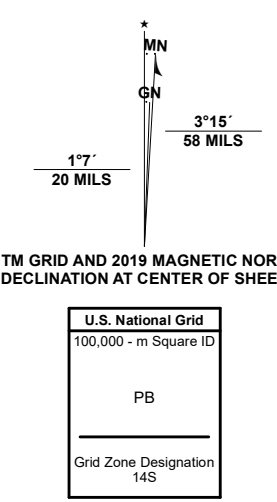 ★
MN
GN
3°15´
58 MILS
1°7´
20 MILS
TM GRID AND 2019 MAGNETIC NOR
DECLINATION AT CENTER OF SHEE
U.S. National Grid
100,000 - m Square ID
PB
Grid Zone Designation
14S